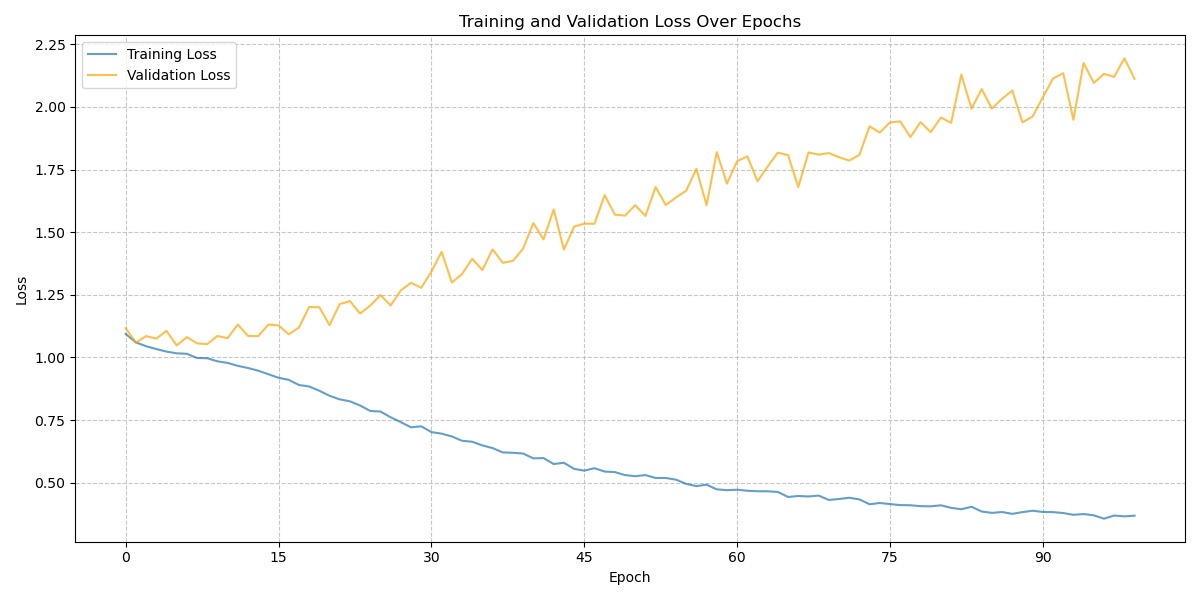 Training and Validation Loss Over Epochs
Training Loss
Validation Loss
2.25
2.00
1.75
1.50
1.25
1.00
0.75
0.50
Loss
0 15 30 45 60 75 90
Epoch